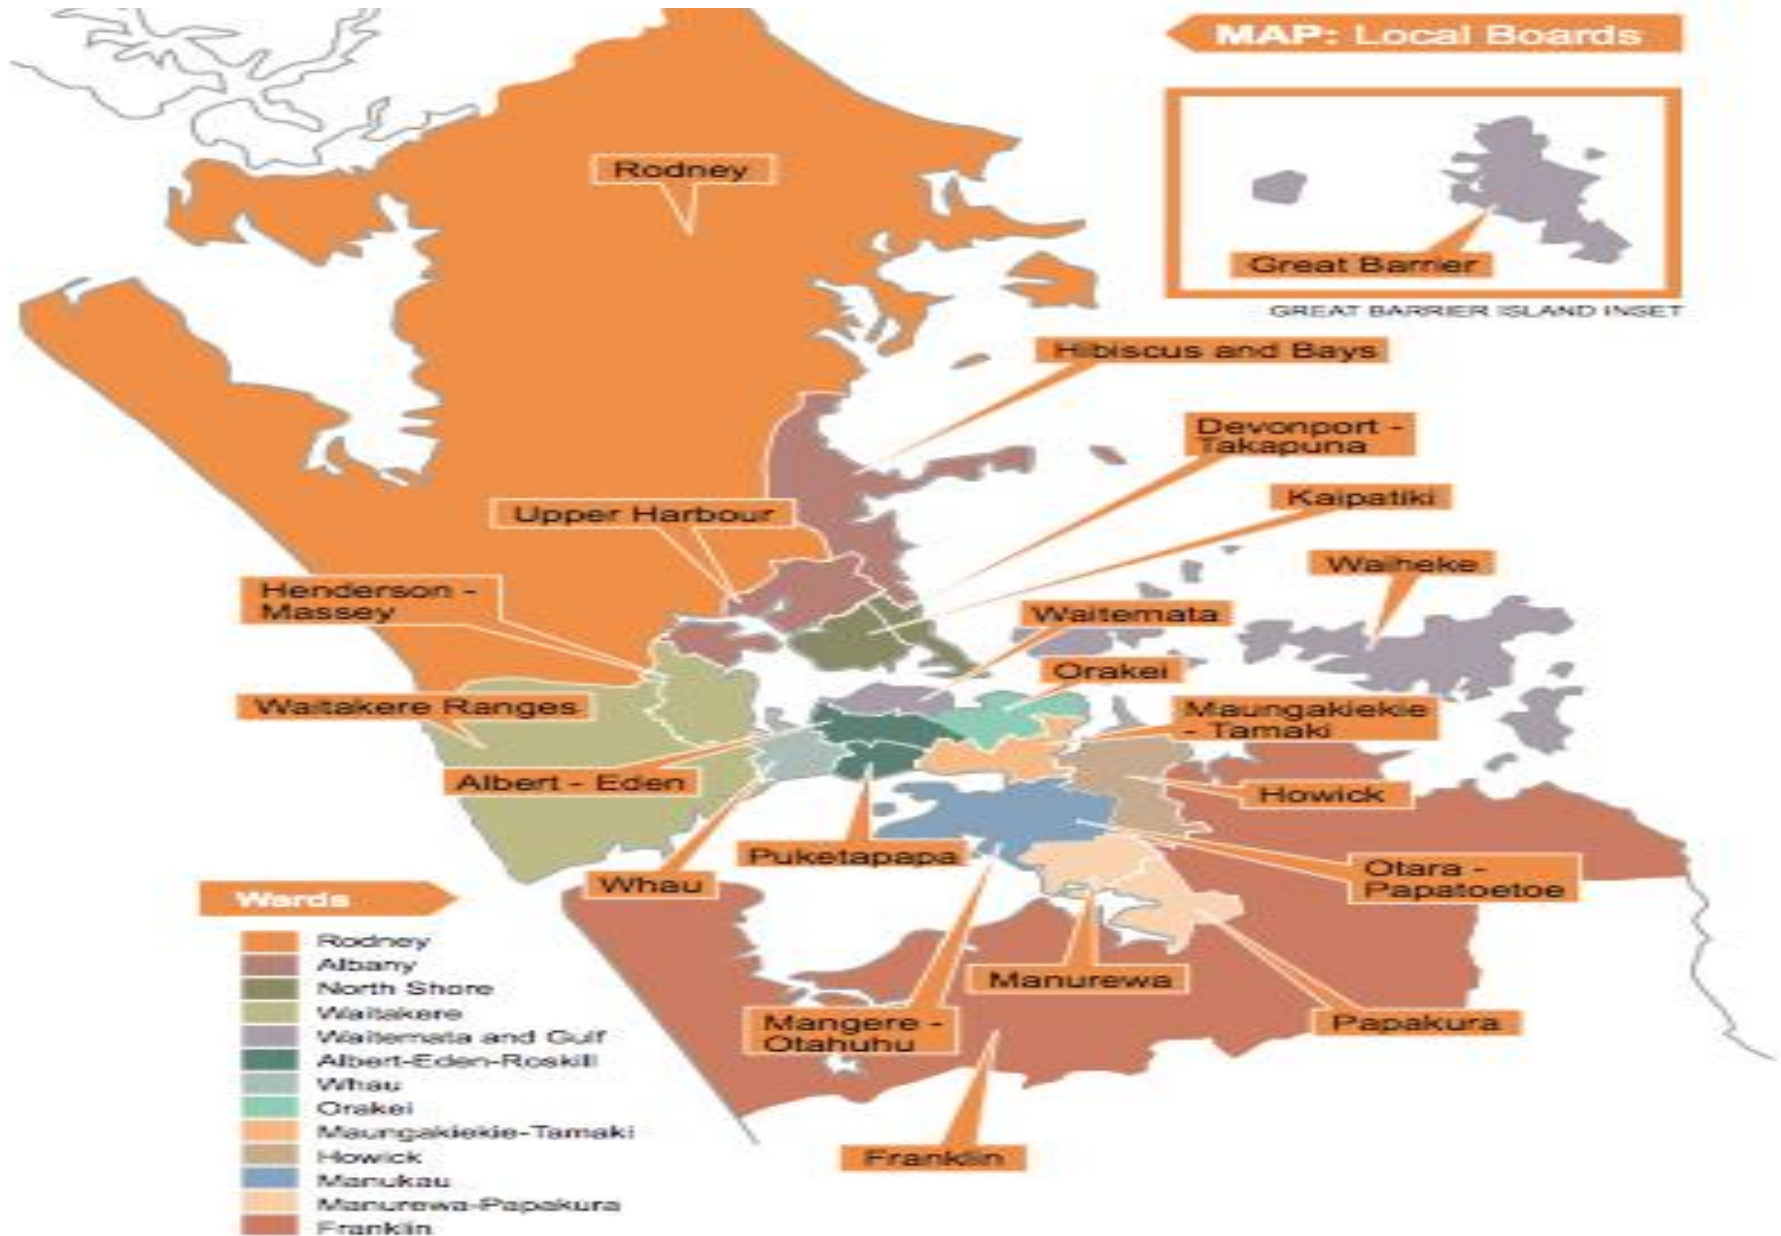 MAP: Local Boards
Rodney
Great Barrier
GREAT BARRIER ISLAND INSET
Hibiscus and Bays
Devonport -
Takapuna
Kaipatiki
Upper Harbour
Waiheke
Henderson -
Massey
Waitemata
Orakei
Waitakere Ranges
Maungakiekie
- Tamaki
Albert - Eden
Howick
Puketapapa
Otara -
Papatoetoe
Whau
Manurewa
Mangere -
Otahuhu
Papakura
Franklin
Wards
Rodney
Albany
North Shore
Waitakere
Waitemata and Gulf
Albert-Eden-Roskill
Whau
Orakei
Maungakiekie-Tamaki
Howick
Manukau
Manurewa-Papakura
Franklin